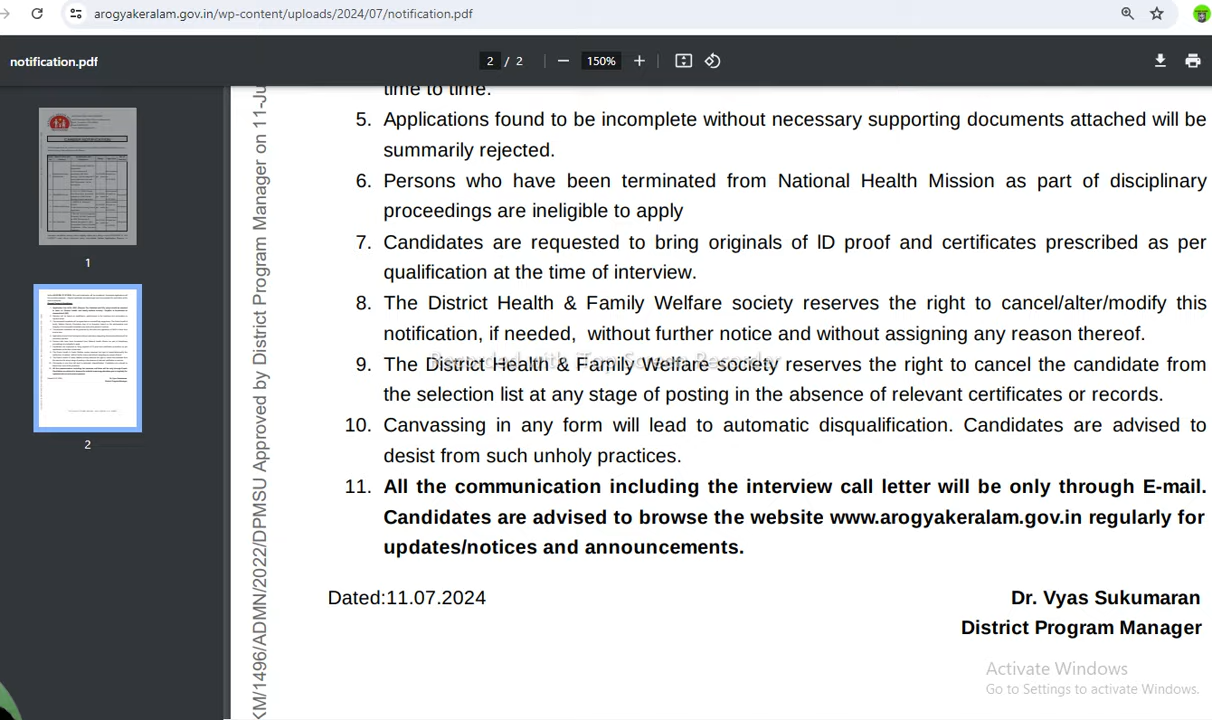 arogyakeralam.gov.in/wp-content/uploads/2024/07/notification.pdf
notification.pdf
2 / 2
150%
time to time.
5. Applications found to be incomplete without necessary supporting documents attached will be
summarily rejected.
6. Persons who have been terminated from National Health Mission as part of disciplinary
proceedings are ineligible to apply
7. Candidates are requested to bring originals of ID proof and certificates prescribed as per
qualification at the time of interview.
8. The District Health & Family Welfare society reserves the right to cancel/alter/modify this
notification, if needed, without further notice and without assigning any reason thereof.
9. The District Health & Family Welfare society reserves the right to cancel the candidate from
the selection list at any stage of posting in the absence of relevant certificates or records.
10. Canvassing in any form will lead to automatic disqualification. Candidates are advised to
desist from such unholy practices.
11. All the communication including the interview call letter will be only through E-mail.
Candidates are advised to browse the website www.arogyakeralam.gov.in regularly for
updates/notices and announcements.
Dated:11.07.2024
Dr. Vyas Sukumaran
District Program Manager
KM/1496/ADMN/2022/DPMSU Approved by District Program Manager on 11-Ju
1
2
Activate Windows
Go to Settings to activate Windows.